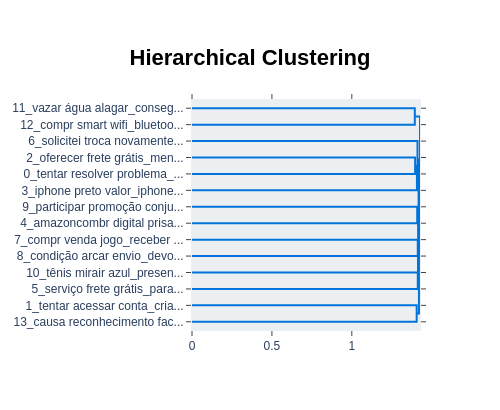 Hierarchical Clustering
11_vazar água alagar_conseg...
12_compr smart wifi_bluetoo...
6_solicitei troca novamente...
2_oferecer frete grátis_men...
0_tentar resolver problema_...
3_iphone preto valor_iphone...
9_participar promoção conju...
4_amazoncombr digital prisa...
7_compr venda jogo_receber ...
8_condição arcar envio_devo...
10_tênis mirair azul_presen...
5_serviço frete grátis_para...
1_tentar acessar conta_cria...
13_causa reconhecimento fac...
0 0.5 1